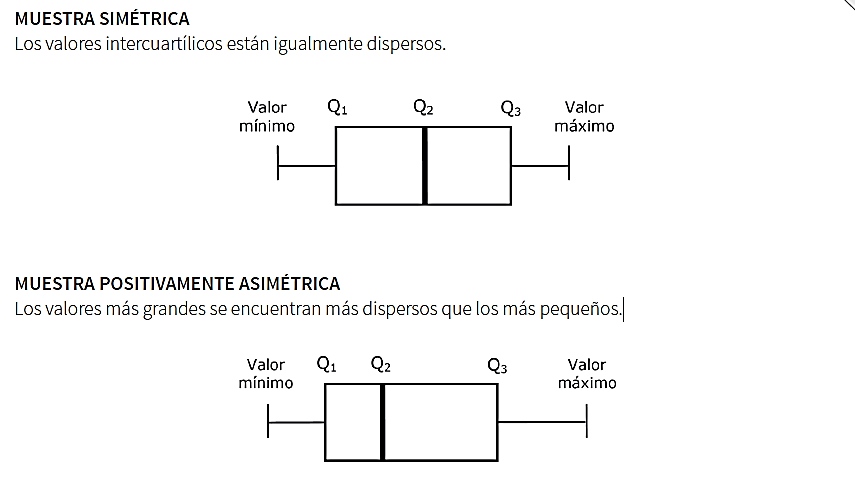 MUESTRA SIMÉTRICA
Los valores intercuartílicos están igualmente dispersos.
Valor mínimo
Q1
Q2
Q3
Valor máximo
MUESTRA POSITIVAMENTE ASIMÉTRICA
Los valores más grandes se encuentran más dispersos que los más pequeños.
Valor mínimo
Q1
Q2
Q3
Valor máximo